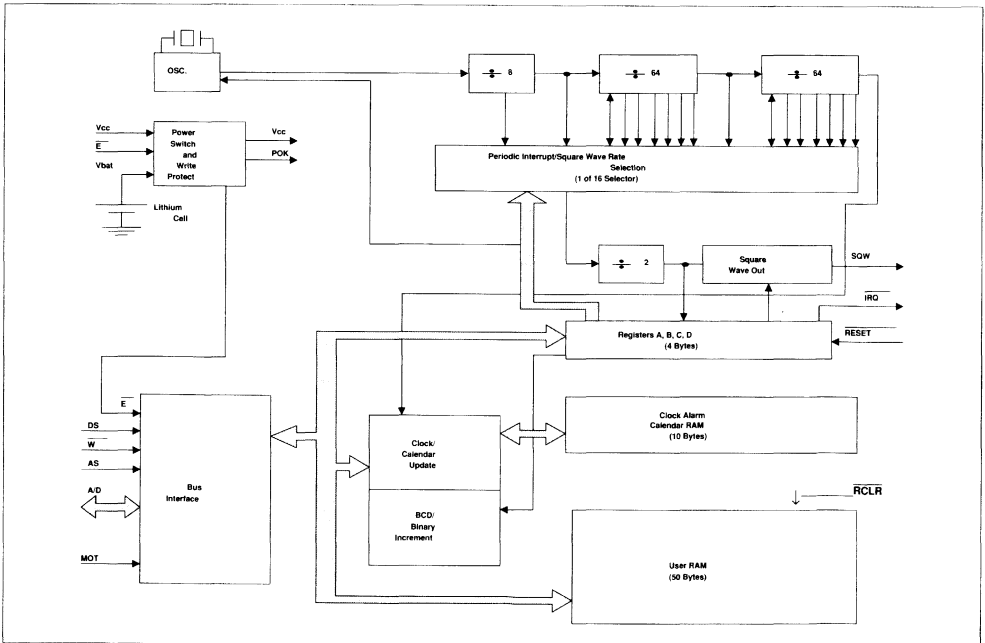 OSC.
÷ 8
÷ 64
÷ 64
Vcc
E
Vbat
Power
Switch
and
Write
Protect
Vcc
POK
Lithium
Cell
Periodic Interrupt/Square Wave Rate
Selection
(1 of 16 Selector)
÷ 2
Square
Wave Out
SQW
IRQ
RESET
Registers A, B, C, D
(4 Bytes)
E
DS
W
AS
A/D
MOT
Bus
Interface
Clock/
Calendar
Update
BCD/
Binary
Increment
Clock Alarm
Calendar RAM
(10 Bytes)
RCLR
User RAM
(50 Bytes)